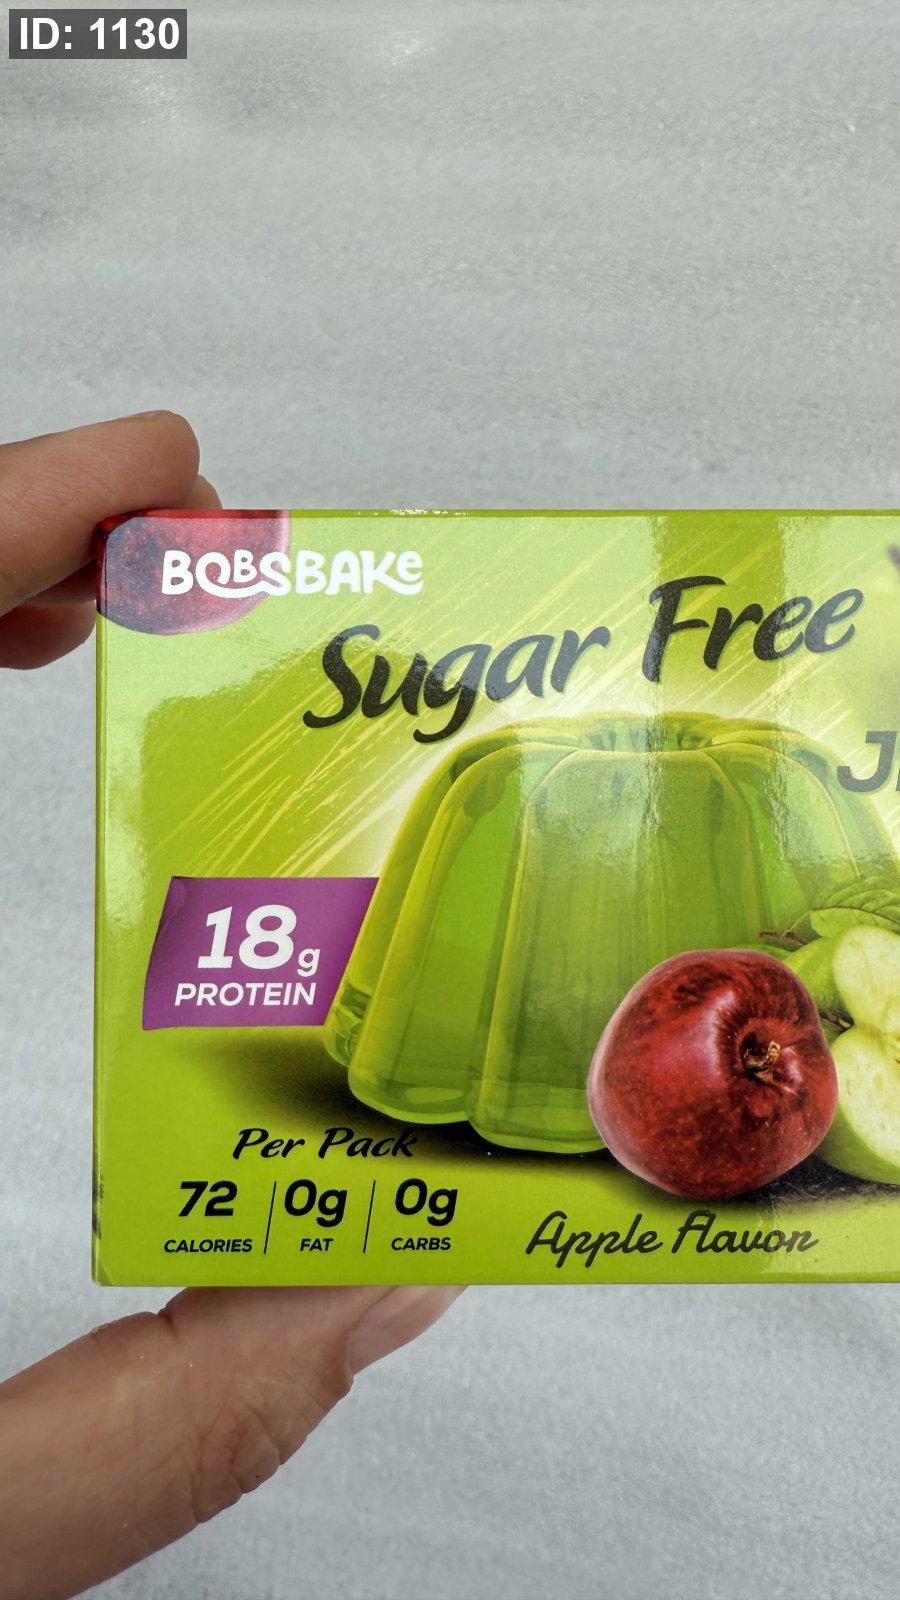 ID: 1130
BOBSBAKE
Sugar Free
18g
PROTEIN
Per Pack
72 0g 0g
CALORIES FAT CARBS
Apple Flavor